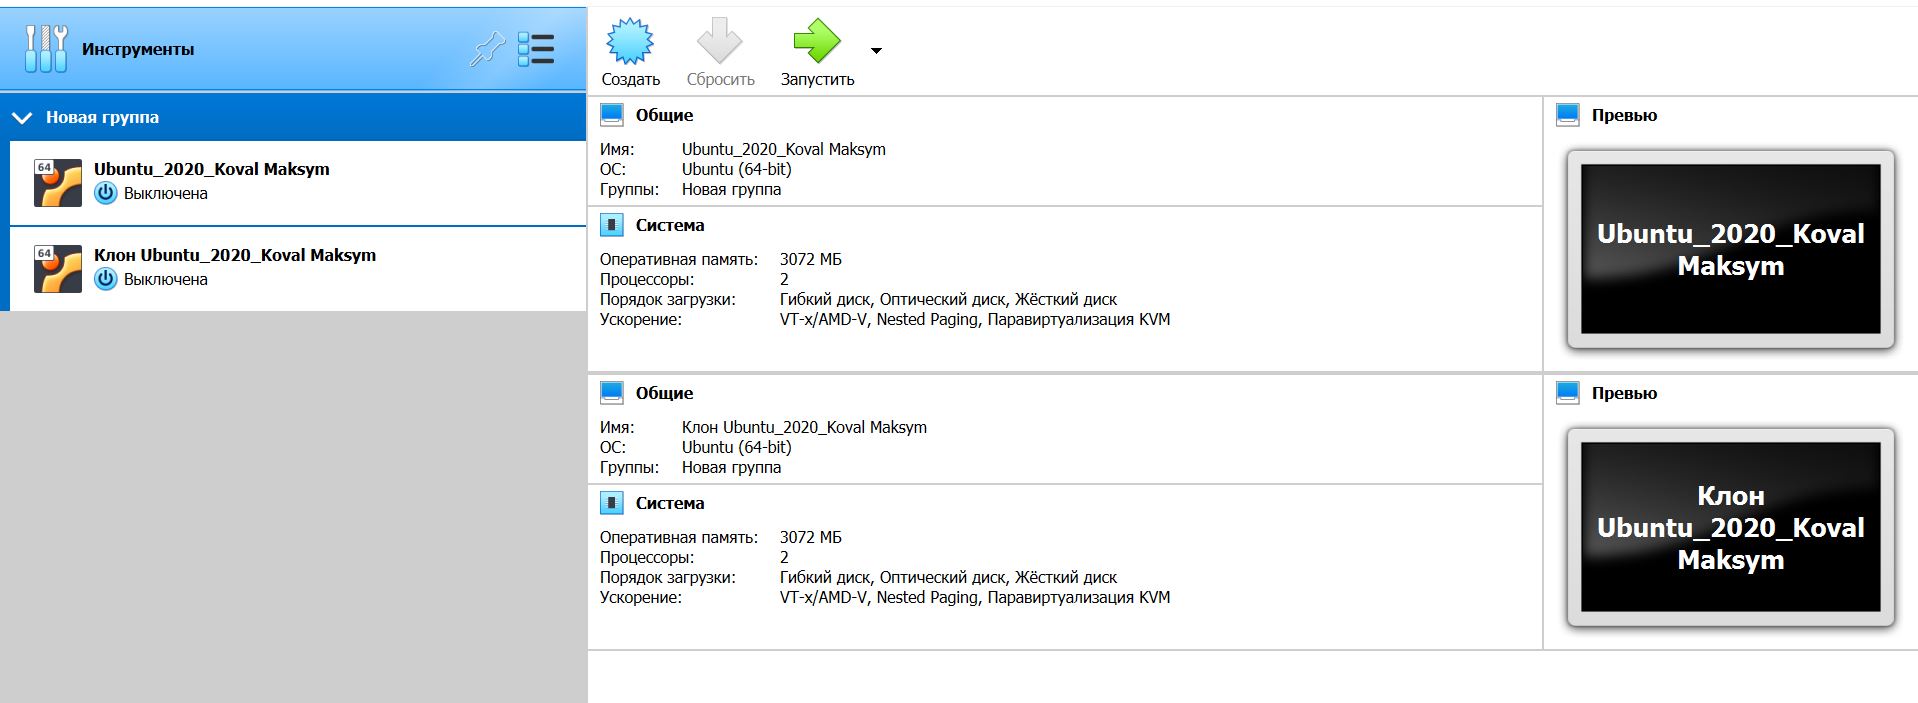 Инструменты
Создать
Сбросить
Запустить
Новая группа
64
Ubuntu_2020_Koval Maksym
Выключена
64
Клон Ubuntu_2020_Koval Maksym
Выключена
Общие
Имя: Ubuntu_2020_Koval Maksym
ОС: Ubuntu (64-bit)
Группы: Новая группа
Система
Оперативная память: 3072 МБ
Процессоры: 2
Порядок загрузки: Гибкий диск, Оптический диск, Жёсткий диск
Ускорение: VT-x/AMD-V, Nested Paging, Паравиртуализация KVM
Превью
Ubuntu_2020_Koval
Maksym
Общие
Имя: Клон Ubuntu_2020_Koval Maksym
ОС: Ubuntu (64-bit)
Группы: Новая группа
Система
Оперативная память: 3072 МБ
Процессоры: 2
Порядок загрузки: Гибкий диск, Оптический диск, Жёсткий диск
Ускорение: VT-x/AMD-V, Nested Paging, Паравиртуализация KVM
Превью
Клон
Ubuntu_2020_Koval
Maksym